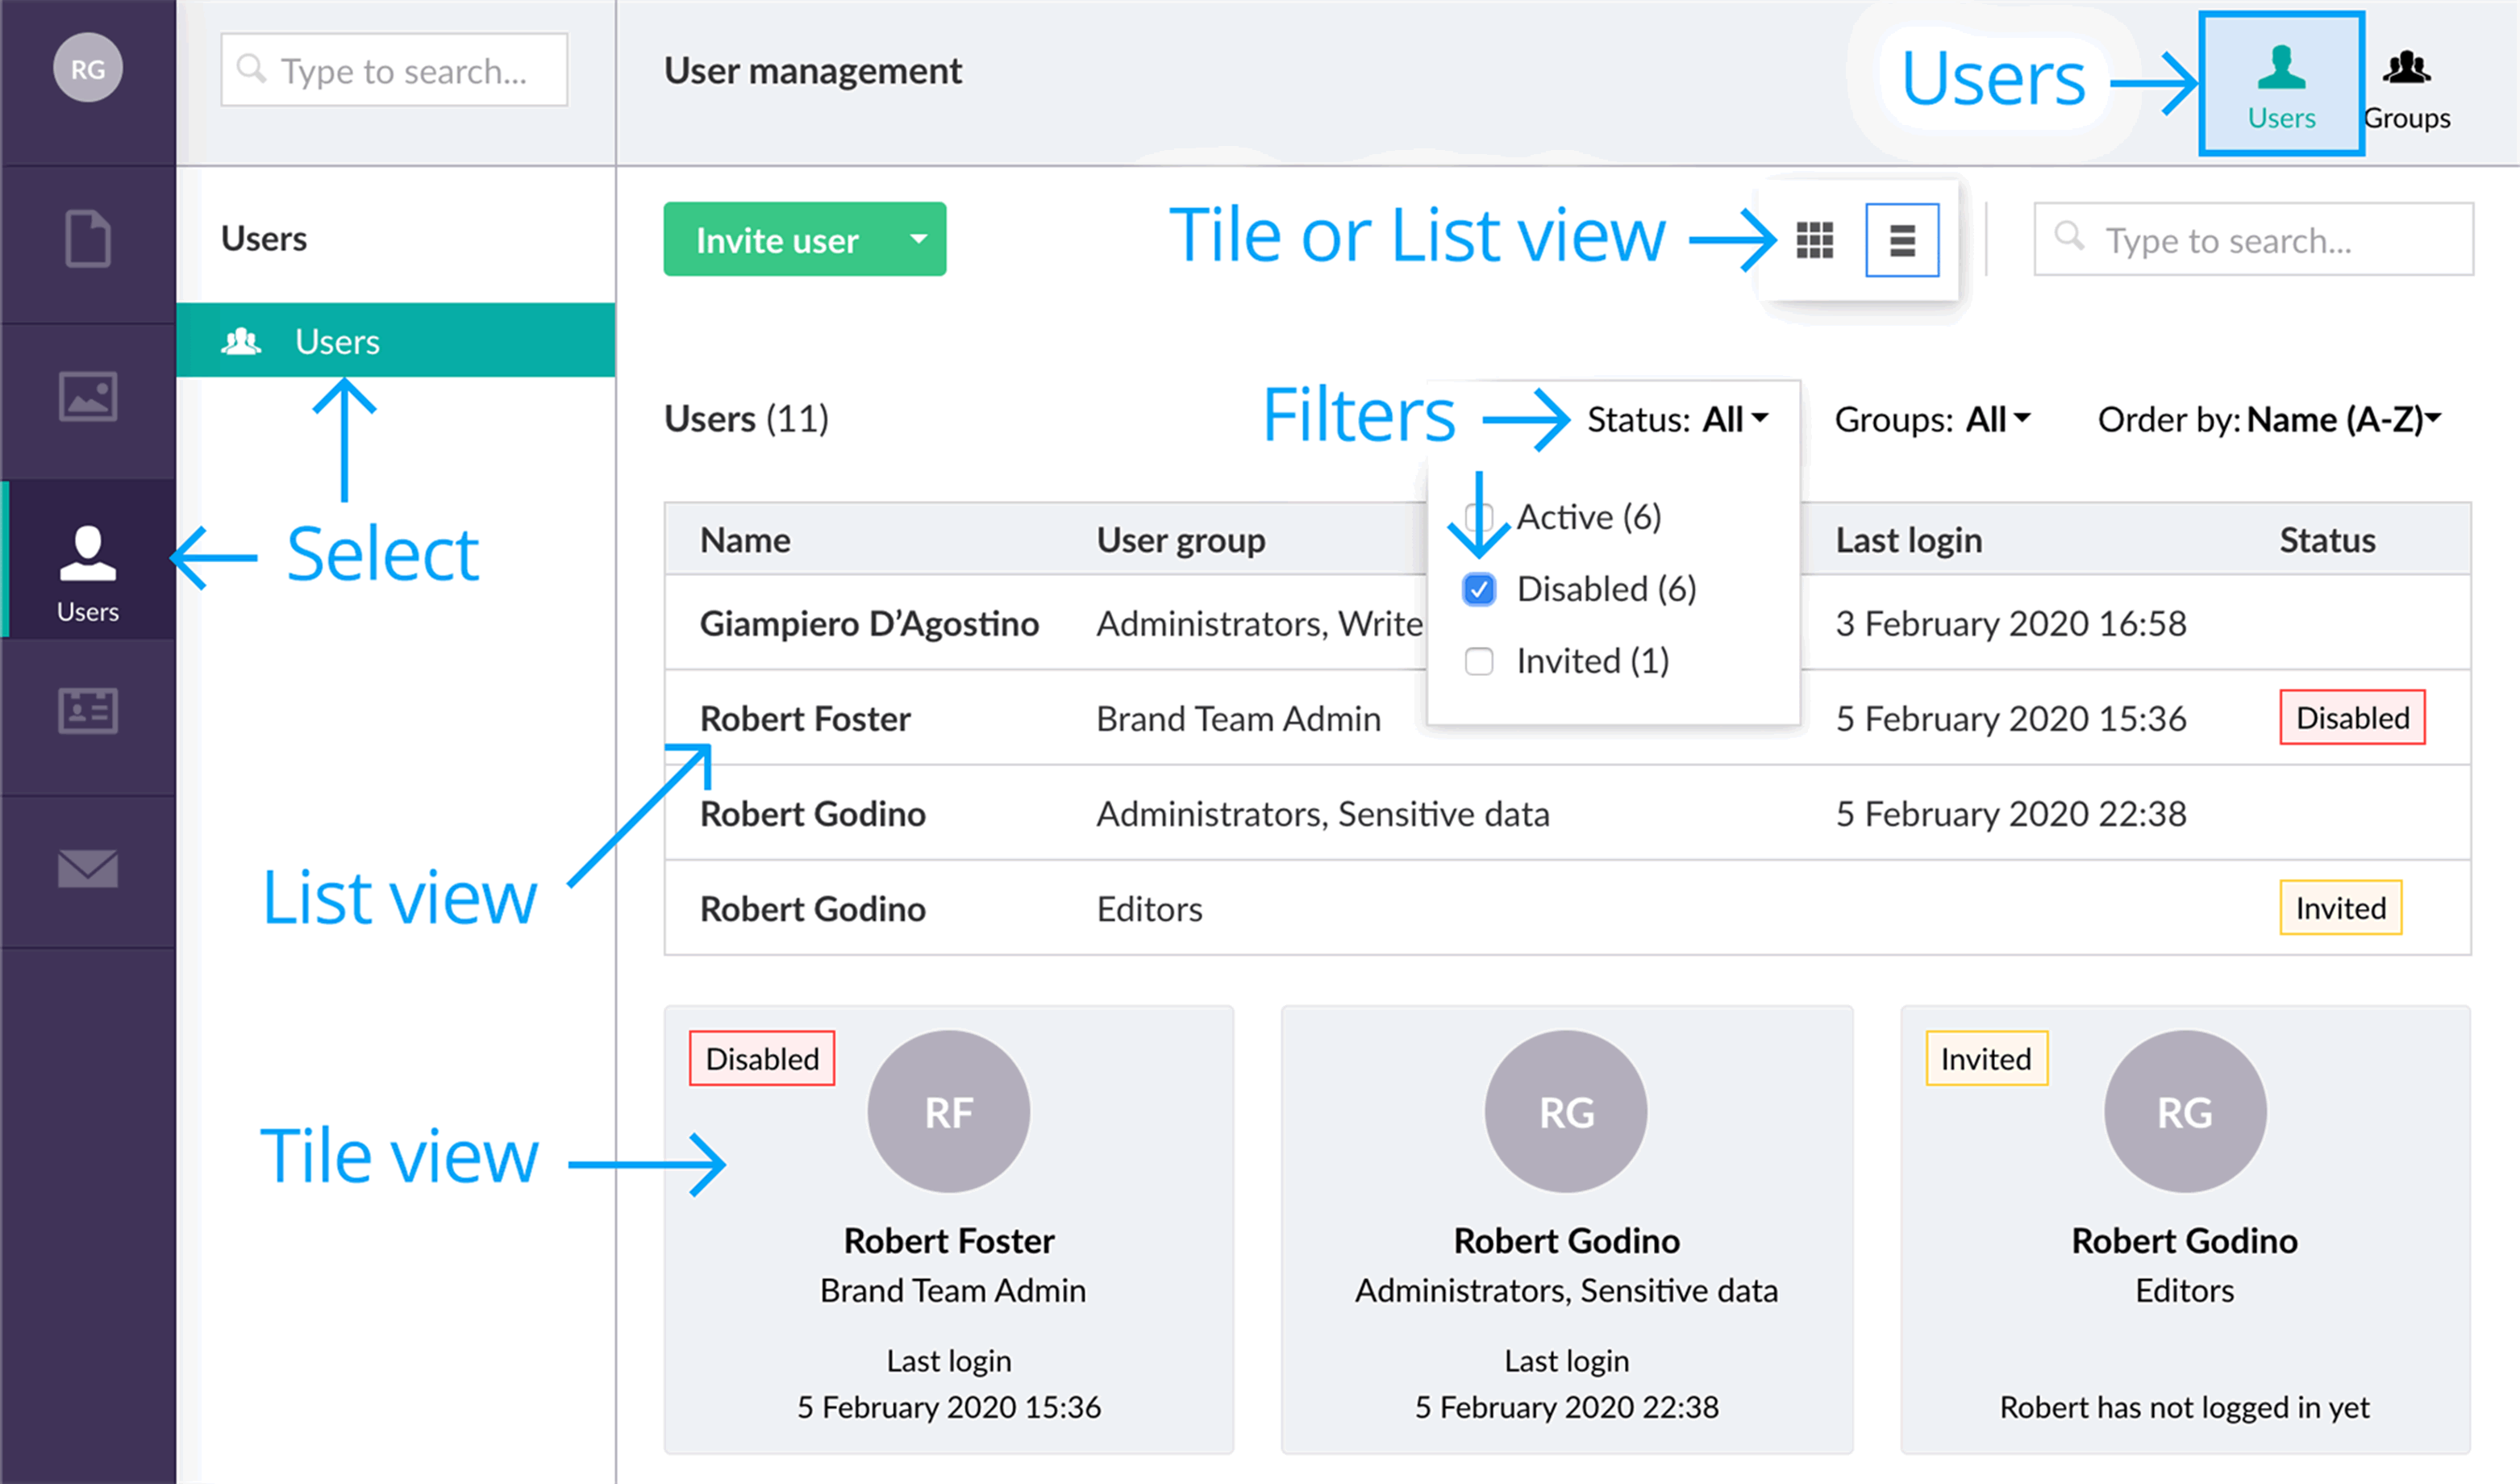 RG
Type to search...
User management
Users
Users
Groups
Users
Invite user
Tile or List view
Type to search...
Users
Users (11)
Filters
Status: All
Groups: All
Order by: Name (A-Z)
Active (6)
Disabled (6)
Invited (1)
Select
Users
Name User group Last login Status
Giampiero D’Agostino Administrators, Write 3 February 2020 16:58
Robert Foster Brand Team Admin 5 February 2020 15:36 Disabled
Robert Godino Administrators, Sensitive data 5 February 2020 22:38
Robert Godino Editors Invited
List view
Tile view
Disabled
RF
Robert Foster
Brand Team Admin
Last login
5 February 2020 15:36
RG
Robert Godino
Administrators, Sensitive data
Last login
5 February 2020 22:38
Invited
RG
Robert Godino
Editors
Robert has not logged in yet